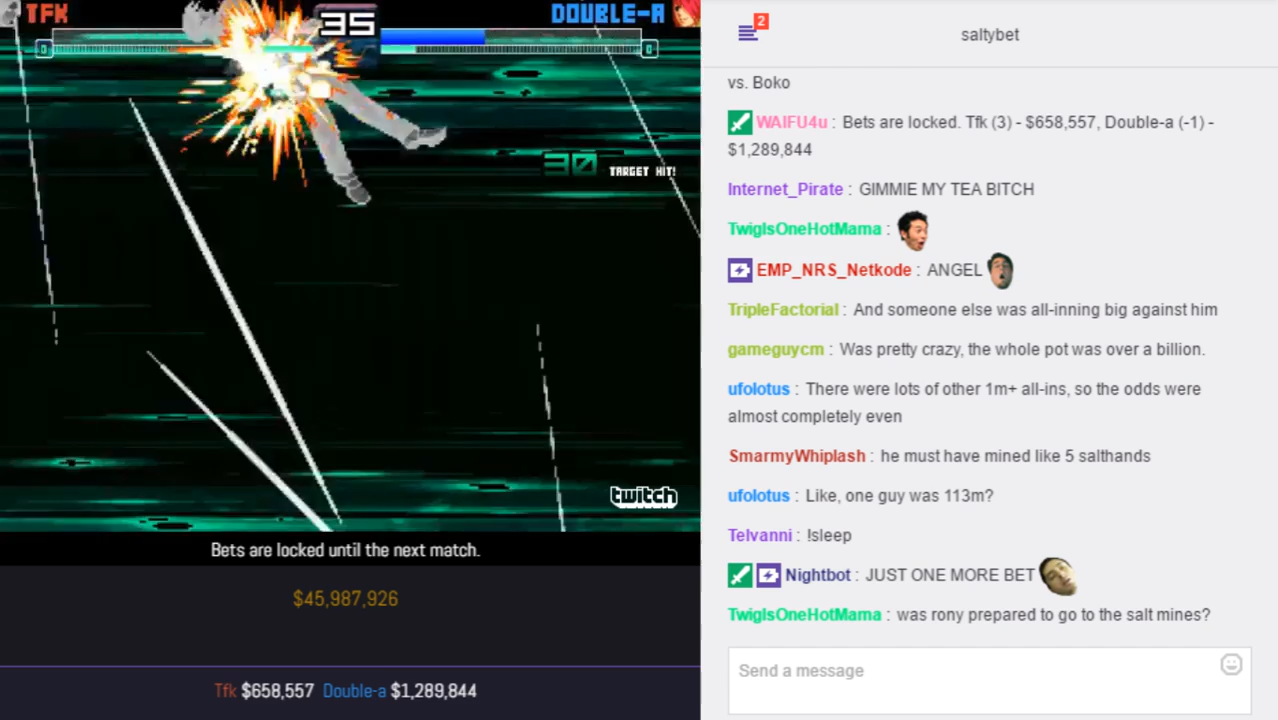 TFK
35
DOUBLE-A
0
0
30 TARGET HIT!
twitch
Bets are locked until the next match.
$45,987,926
Tfk $658,557 Double-a $1,289,844
2
saltybet
vs. Boko
WAIFU4u : Bets are locked. Tfk (3) - $658,557, Double-a (-1) -
$1,289,844
Internet_Pirate : GIMMIE MY TEA BITCH
TwigIsOneHotMama :
EMP_NRS_Netkode : ANGEL
TripleFactorial : And someone else was all-inning big against him
gameguycm : Was pretty crazy, the whole pot was over a billion.
ufolotus : There were lots of other 1m+ all-ins, so the odds were
almost completely even
SmarmyWhiplash : he must have mined like 5 salthands
ufolotus : Like, one guy was 113m?
Telvanni : !sleep
Nightbot : JUST ONE MORE BET
TwigIsOneHotMama : was rony prepared to go to the salt mines?
Send a message